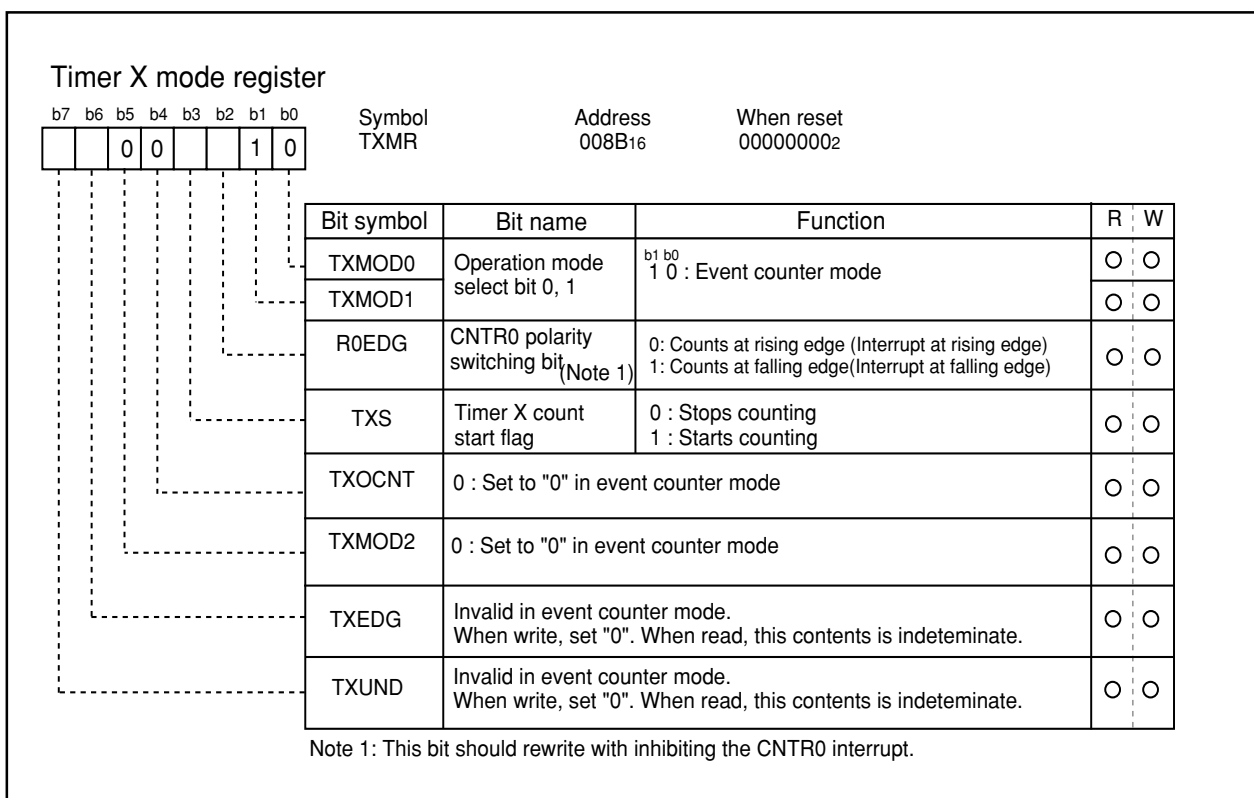 Timer X mode register
b7 b6 b5 b4 b3 b2 b1 b0
0 0 1 0
Symbol Address When reset
TXMR 008B16 000000002
Bit symbol Bit name Function R W
TXMOD0 Operation mode select bit 0, 1 b1 b0
1 0 : Event counter mode O O
TXMOD1 O O
R0EDG CNTR0 polarity
switching bit (Note 1)
0: Counts at rising edge (Interrupt at rising edge)
1: Counts at falling edge(Interrupt at falling edge) O O
TXS Timer X count
start flag
0 : Stops counting
1 : Starts counting O O
TXOCNT 0 : Set to "0" in event counter mode O O
TXMOD2 0 : Set to "0" in event counter mode O O
TXEDG Invalid in event counter mode.
When write, set "0". When read, this contents is indeteminate. O O
TXUND Invalid in event counter mode.
When write, set "0". When read, this contents is indeteminate. O O
Note 1: This bit should rewrite with inhibiting the CNTR0 interrupt.